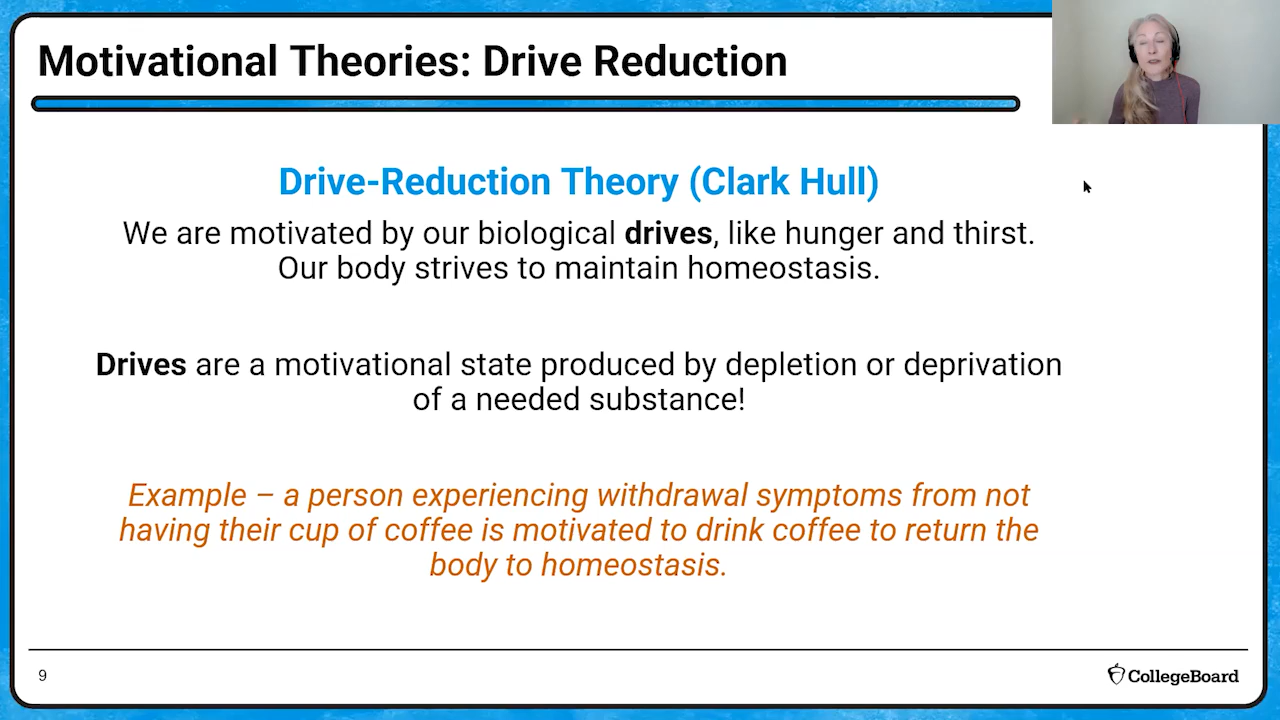 Motivational Theories: Drive Reduction
Drive-Reduction Theory (Clark Hull)
We are motivated by our biological drives, like hunger and thirst.
Our body strives to maintain homeostasis.
Drives are a motivational state produced by depletion or deprivation
of a needed substance!
Example – a person experiencing withdrawal symptoms from not
having their cup of coffee is motivated to drink coffee to return the
body to homeostasis.
9
CollegeBoard